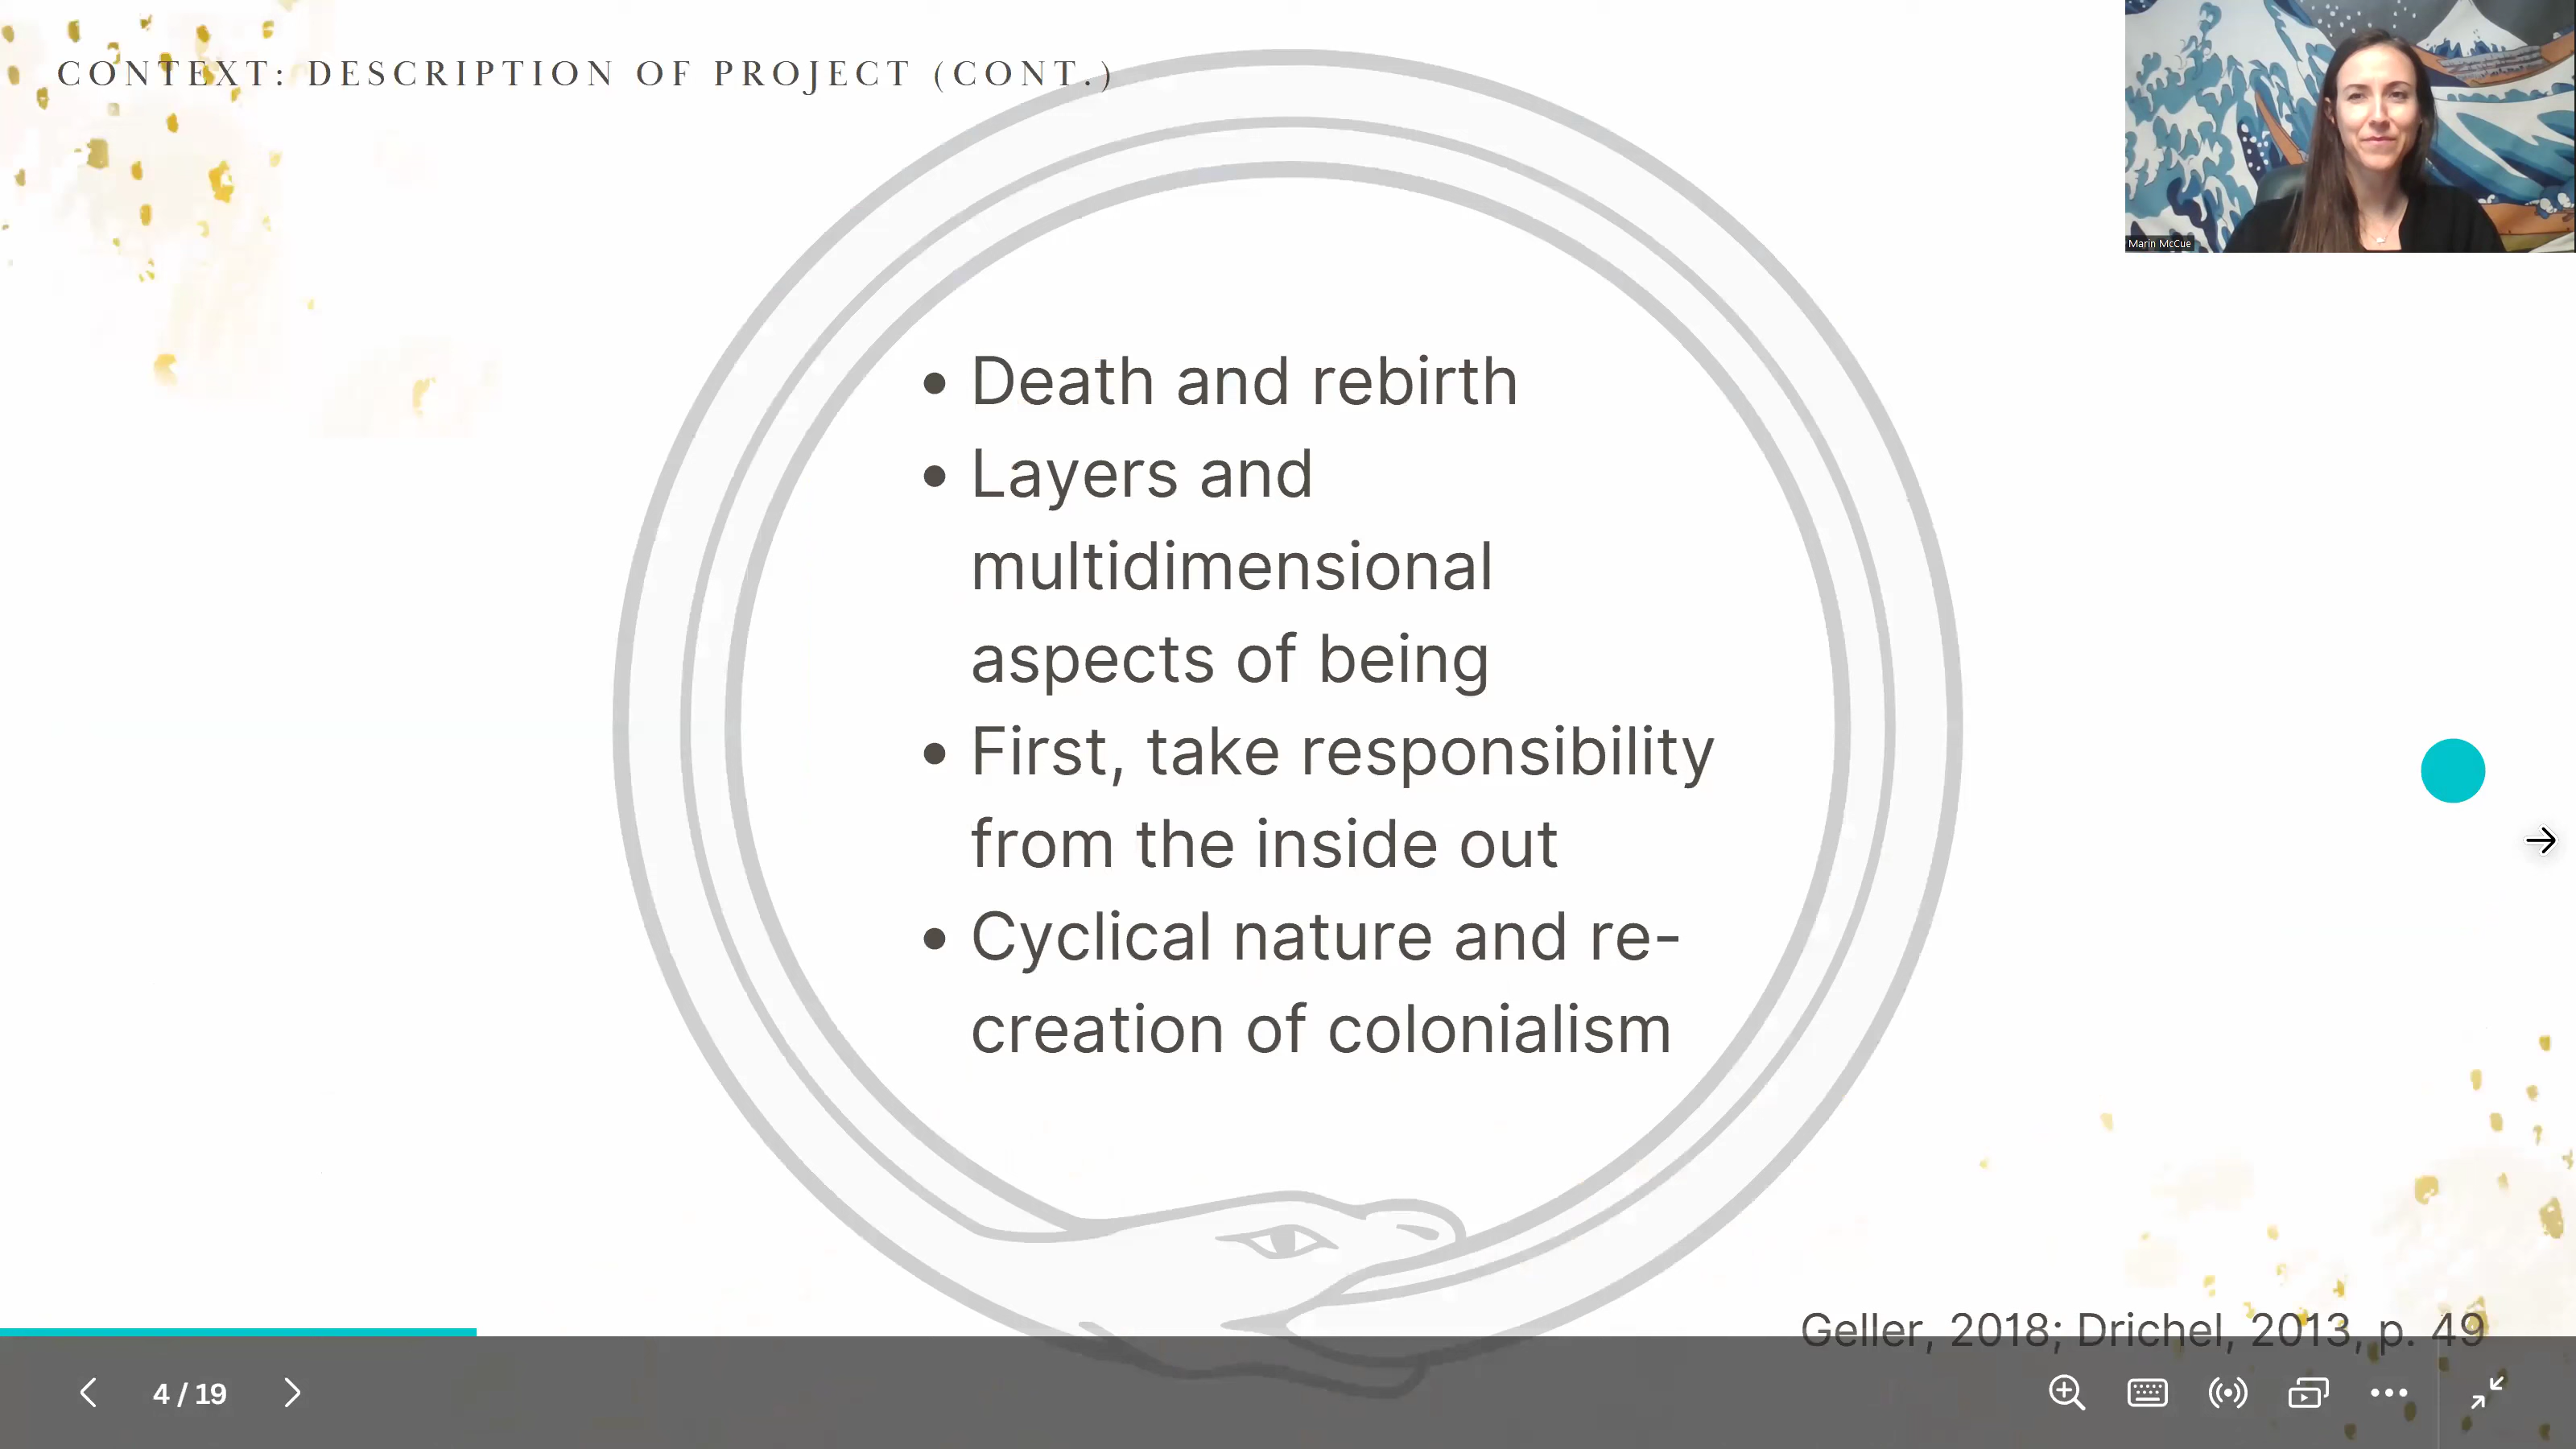 CONTEXT: DESCRIPTION OF PROJECT (CONT.)
Marin McCue
• Death and rebirth
• Layers and
multidimensional
aspects of being
• First, take responsibility
from the inside out
• Cyclical nature and re-
creation of colonialism
Geller, 2018; Drichel, 2013, p. 49
4 / 19